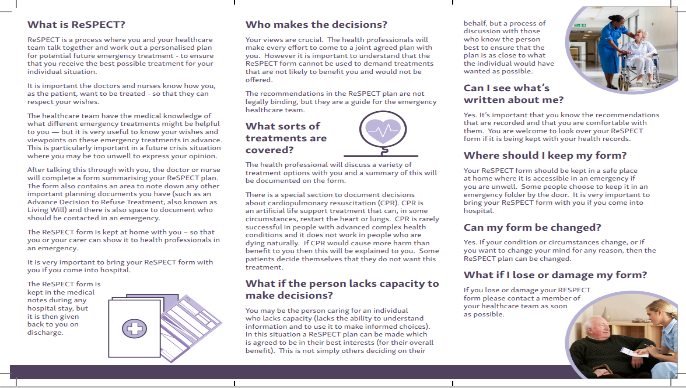 What is ReSPECT?
ReSPECT is a process where you and your healthcare
team talk together and work out a personalised plan
for potential future emergency treatment - to ensure
that you receive the best possible treatment for your
individual situation.
It is important the doctors and nurses know how you,
as the patient, want to be treated - so that they can
respect your wishes.
The healthcare team have the medical knowledge of
what different emergency treatments might be helpful
to you — but it is very useful to know your wishes and
viewpoints on these emergency treatments in advance.
This is particularly important in a future crisis situation
where you may be too unwell to express your opinion.
After talking this through with you, the doctor or nurse
will complete a form summarising your ReSPECT plan.
The form also contains an area to note down any other
important planning documents you have (such as an
Advance Decision to Refuse Treatment, also known as
Living Will) and there is also space to document who
should be contacted in an emergency.
The ReSPECT form is kept at home with you – so that
you or your carer can show it to health professionals in
an emergency.
It is very important to bring your ReSPECT form with
you if you come into hospital.
The ReSPECT form is
kept in the medical
notes during any
hospital stay, but
it is then given
back to you on
discharge.
Who makes the decisions?
Your views are crucial. The health professionals will
make every effort to come to a joint agreed plan with
you. However it is important to understand that the
ReSPECT form cannot be used to demand treatments
that are not likely to benefit you and would not be
offered.
The recommendations in the ReSPECT plan are not
legally binding, but they are a guide for the emergency
healthcare team.
What sorts of
treatments are
covered?
The health professional will discuss a variety of
treatment options with you and a summary of this will
be documented on the form.
There is a special section to document decisions
about cardiopulmonary resuscitation (CPR). CPR is
an artificial life support treatment that can, in some
circumstances, restart the heart or lungs. CPR is rarely
successful in people with advanced complex health
conditions and it does not work in people who are
dying naturally. If CPR would cause more harm than
benefit to you then this will be explained to you. Some
patients decide themselves that they do not want this
treatment.
What if the person lacks capacity to
make decisions?
You may be the person caring for an individual
who lacks capacity (lacks the ability to understand
information and to use it to make informed choices).
In this situation a ReSPECT plan can be made which
is agreed to be in their best interests (for their overall
benefit). This is not simply others deciding on their
behalf, but a process of
discussion with those
who know the person
best to ensure that the
plan is as close to what
the individual would have
wanted as possible.
Can I see what's
written about me?
Yes. It's important that you know the recommendations
that are recorded and that you are comfortable with
them. You are welcome to look over your ReSPECT
form if it is being kept with your health records.
Where should I keep my form?
Your ReSPECT form should be kept in a safe place
at home where it is accessible in an emergency if
you are unwell. Some people choose to keep it in an
emergency folder by the door. It is very important to
bring your ReSPECT form with you if you come into
hospital.
Can my form be changed?
Yes. If your condition or circumstances change, or if
you want to change your mind for any reason, then the
ReSPECT plan can be changed.
What if I lose or damage my form?
If you lose or damage your RESPECT
form please contact a member of
your healthcare team as soon
as possible.